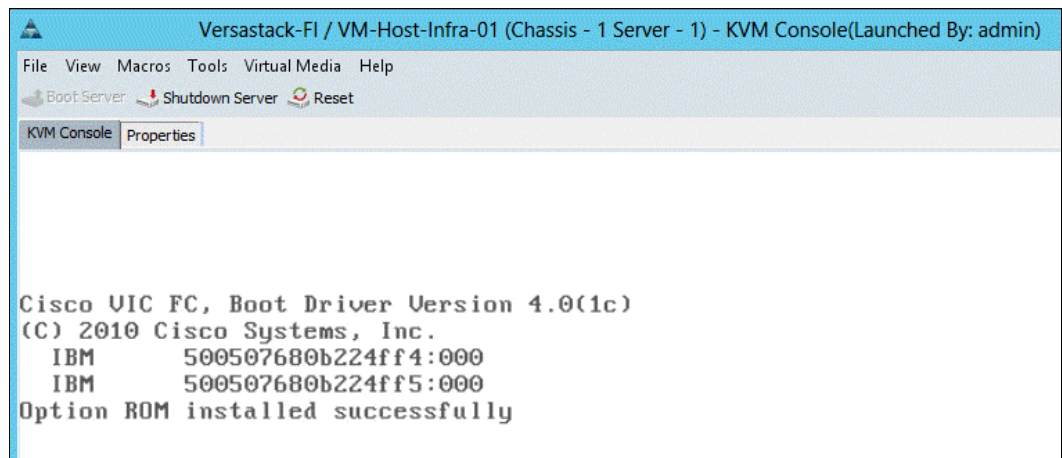 Versastack-FI / VM-Host-Infra-01 (Chassis - 1 Server - 1) - KVM Console(Launched By: admin)
File View Macros Tools Virtual Media Help
Boot Server Shutdown Server Reset
KVM Console Properties
Cisco VIC FC, Boot Driver Version 4.0(1c)
(C) 2010 Cisco Systems, Inc.
IBM 500507680b224ff4:000
IBM 500507680b224ff5:000
Option ROM installed successfully